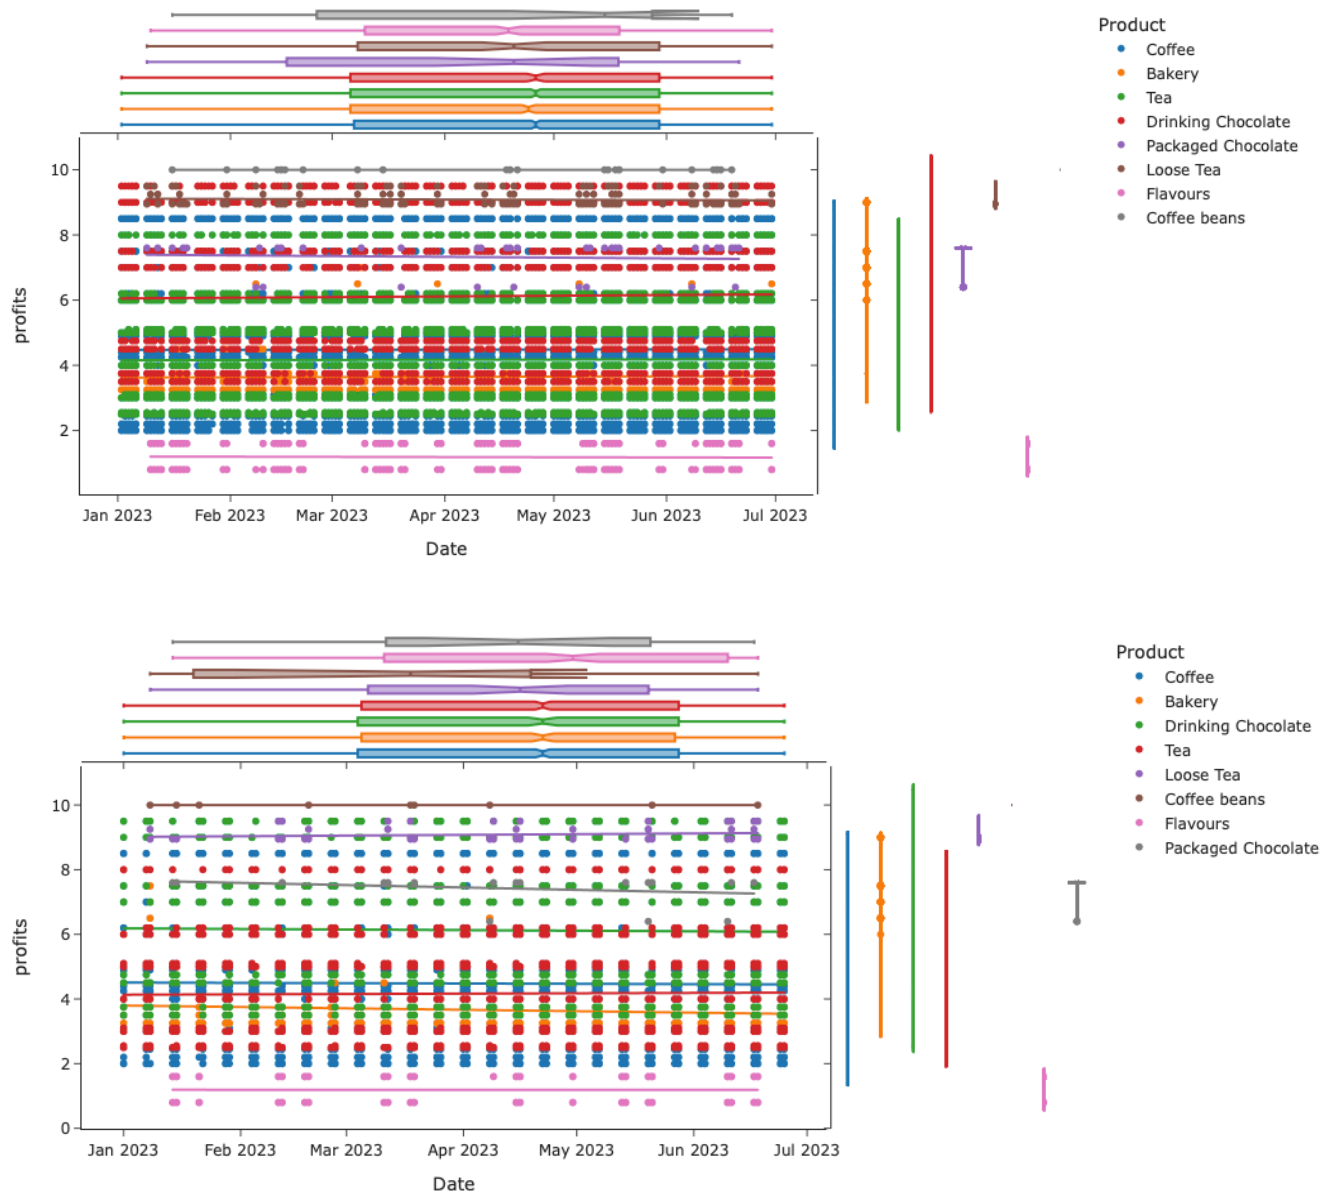 Product
Coffee
Bakery
Tea
Drinking Chocolate
Packaged Chocolate
Loose Tea
Flavours
Coffee beans
profits
10
8
6
4
2
Jan 2023 Feb 2023 Mar 2023 Apr 2023 May 2023 Jun 2023 Jul 2023
Date
Product
Coffee
Bakery
Drinking Chocolate
Tea
Loose Tea
Coffee beans
Flavours
Packaged Chocolate
profits
10
8
6
4
2
0
Jan 2023 Feb 2023 Mar 2023 Apr 2023 May 2023 Jun 2023 Jul 2023
Date